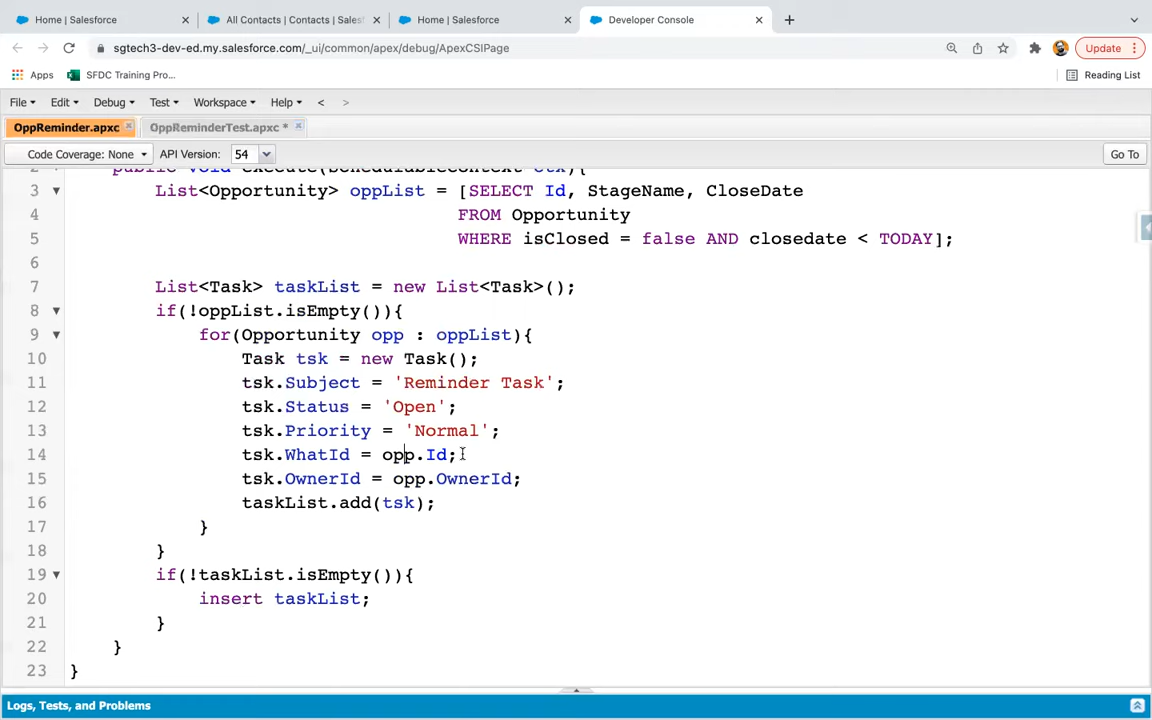 Home | Salesforce
All Contacts | Contacts | Sales
Home | Salesforce
Developer Console
sgtech3-dev-ed.my.salesforce.com/_ui/common/apex/debug/ApexCSIPage
Update
Apps
SFDC Training Pro...
Reading List
File
Edit
Debug
Test
Workspace
Help
<
>
OppReminder.apxc
OppReminderTest.apxc *
Code Coverage: None
API Version:
54
Go To
2 public void execute(SchedulableContext ctx){
3 List<Opportunity> oppList = [SELECT Id, StageName, CloseDate
4 FROM Opportunity
5 WHERE isClosed = false AND closedate < TODAY];
6
7 List<Task> taskList = new List<Task>();
8 if(!oppList.isEmpty()){
9 for(Opportunity opp : oppList){
10 Task tsk = new Task();
11 tsk.Subject = 'Reminder Task';
12 tsk.Status = 'Open';
13 tsk.Priority = 'Normal';
14 tsk.WhatId = opp.Id;
15 tsk.OwnerId = opp.OwnerId;
16 taskList.add(tsk);
17 }
18 }
19 if(!taskList.isEmpty()){
20 insert taskList;
21 }
22 }
23 }
Logs, Tests, and Problems